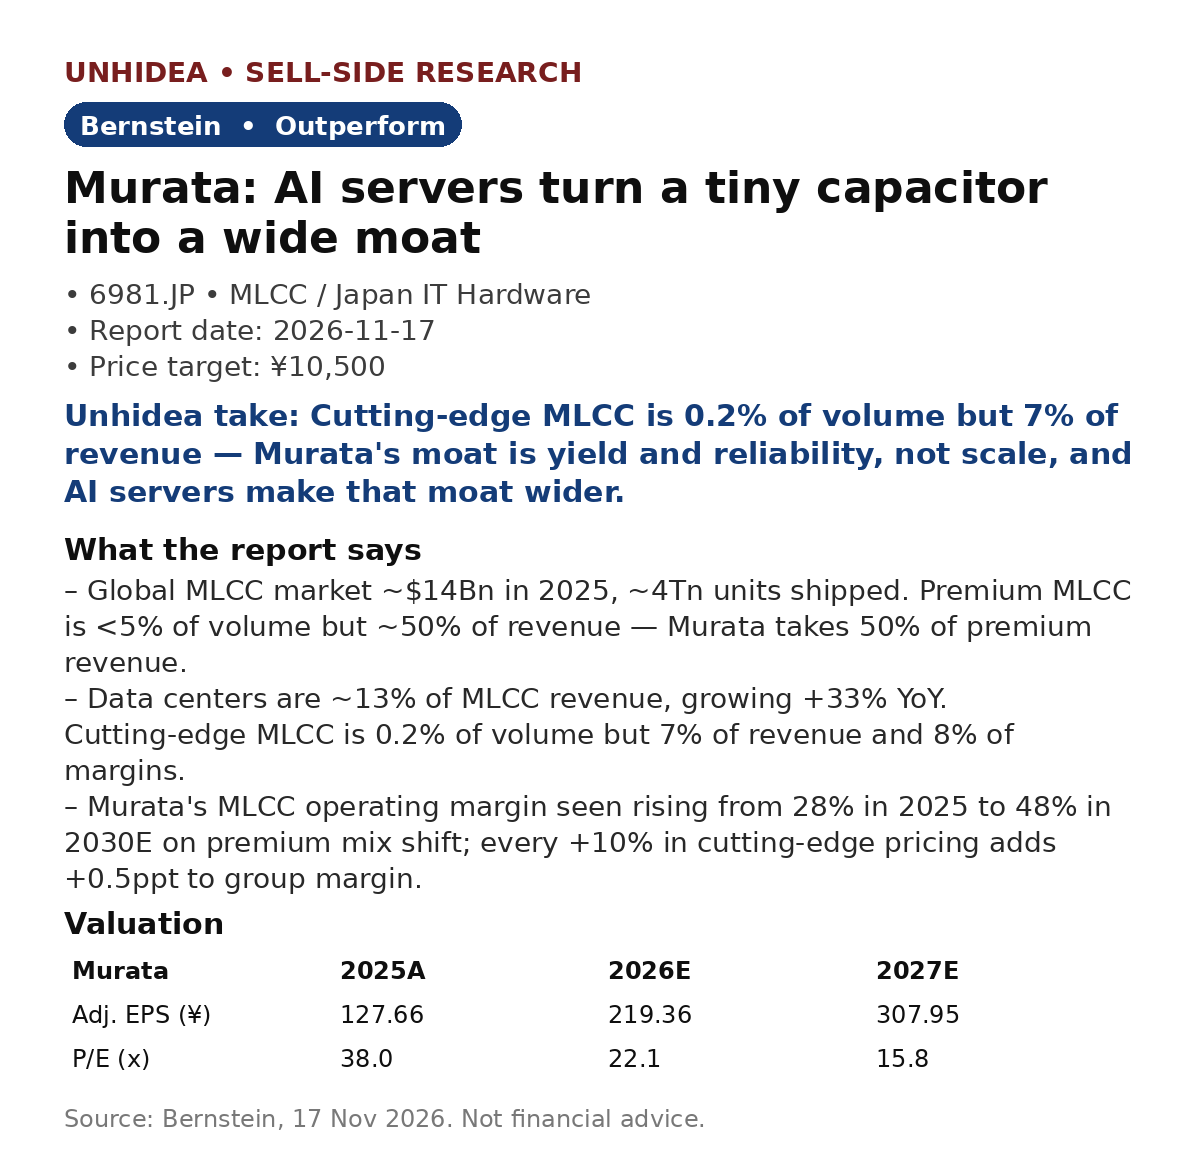 UNHIDEA • SELL-SIDE RESEARCH
Bernstein • Outperform
Murata: AI servers turn a tiny capacitor
into a wide moat
• 6981.JP • MLCC / Japan IT Hardware
• Report date: 2026-11-17
• Price target: ¥10,500
Unhidea take: Cutting-edge MLCC is 0.2% of volume but 7% of
revenue — Murata's moat is yield and reliability, not scale, and
AI servers make that moat wider.
What the report says
– Global MLCC market ~$14Bn in 2025, ~4Tn units shipped. Premium MLCC
is <5% of volume but ~50% of revenue — Murata takes 50% of premium
revenue.
– Data centers are ~13% of MLCC revenue, growing +33% YoY.
Cutting-edge MLCC is 0.2% of volume but 7% of revenue and 8% of
margins.
– Murata's MLCC operating margin seen rising from 28% in 2025 to 48% in
2030E on premium mix shift; every +10% in cutting-edge pricing adds
+0.5ppt to group margin.
Valuation
Murata 2025A 2026E 2027E
Adj. EPS (¥) 127.66 219.36 307.95
P/E (x) 38.0 22.1 15.8
Source: Bernstein, 17 Nov 2026. Not financial advice.